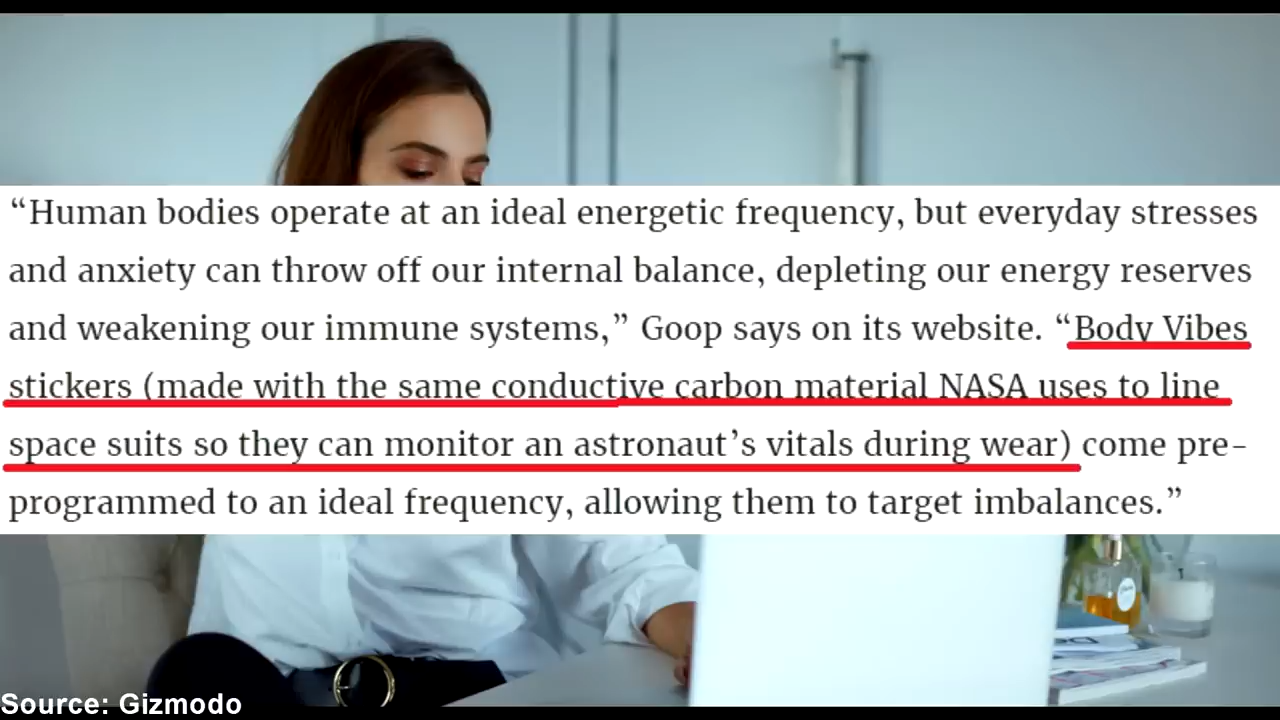 “Human bodies operate at an ideal energetic frequency, but everyday stresses
and anxiety can throw off our internal balance, depleting our energy reserves
and weakening our immune systems,” Goop says on its website. “Body Vibes
stickers (made with the same conductive carbon material NASA uses to line
space suits so they can monitor an astronaut’s vitals during wear) come pre-
programmed to an ideal frequency, allowing them to target imbalances.”
Source: Gizmodo